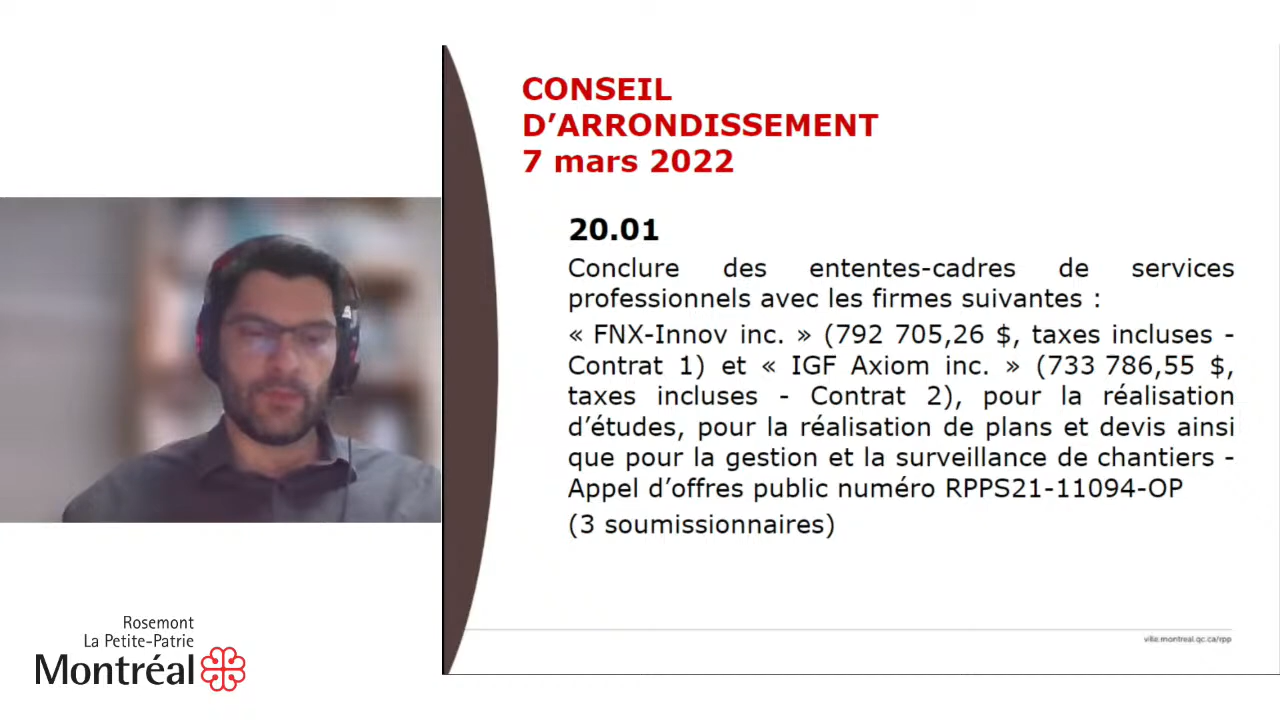 CONSEIL
D’ARRONDISSEMENT
7 mars 2022
20.01
Conclure des ententes-cadres de services
professionnels avec les firmes suivantes :
« FNX-Innov inc. » (792 705,26 $, taxes incluses -
Contrat 1) et « IGF Axiom inc. » (733 786,55 $,
taxes incluses - Contrat 2), pour la réalisation
d’études, pour la réalisation de plans et devis ainsi
que pour la gestion et la surveillance de chantiers -
Appel d’offres public numéro RPPS21-11094-OP
(3 soumissionnaires)
ville.montreal.qc.ca/rpp
Rosemont
La Petite-Patrie
Montréal